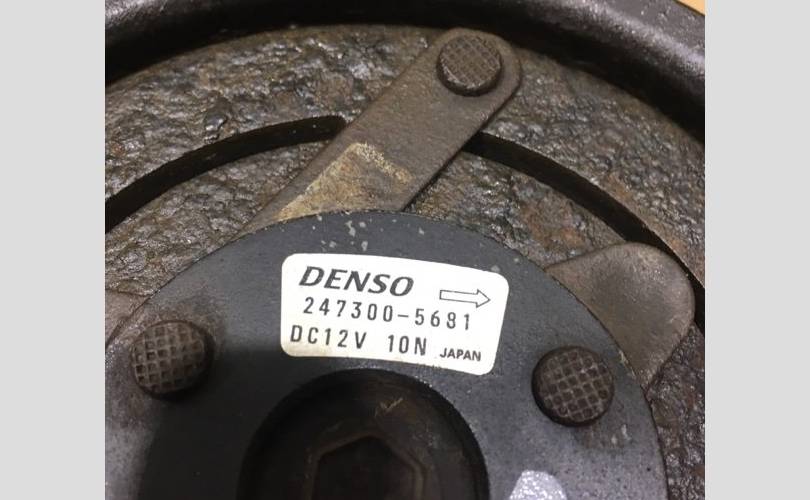 DENSO
247300-5681
DC12V 10N JAPAN